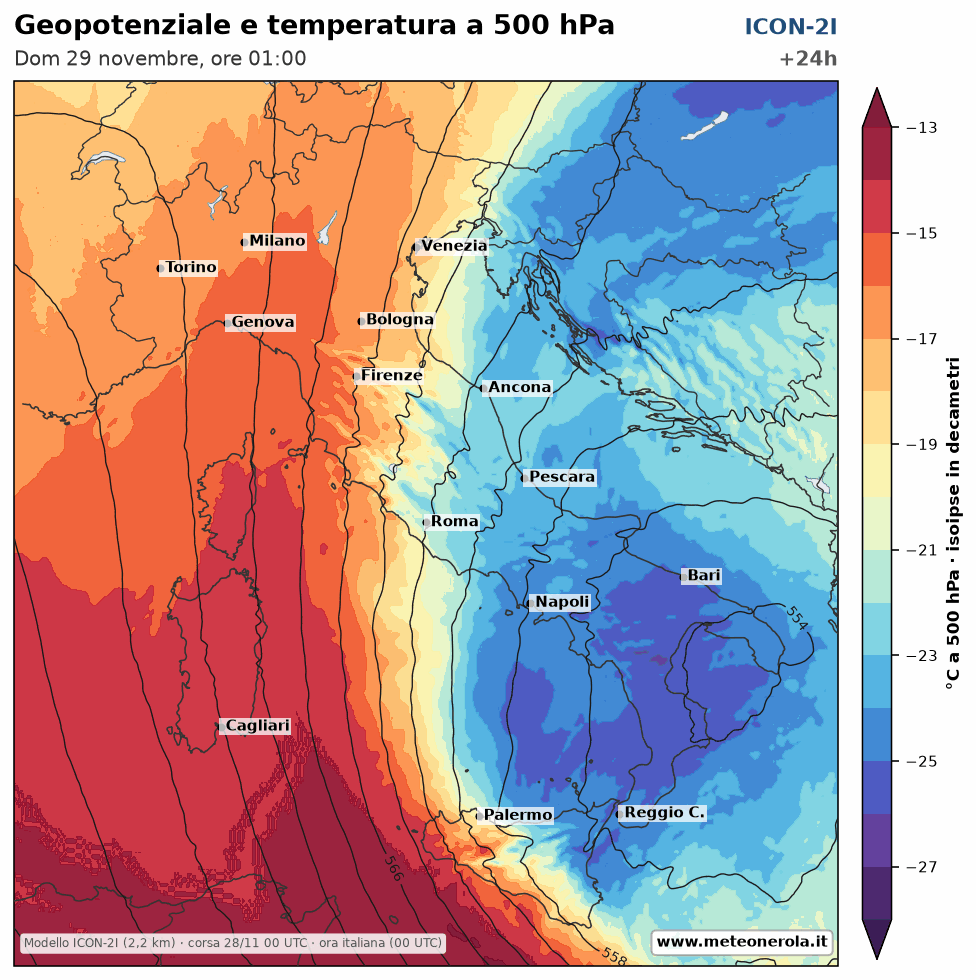 Geopotenziale e temperatura a 500 hPa
ICON-2I
Dom 29 novembre, ore 01:00
+24h
Milano
Venezia
Torino
Genova
Bologna
Firenze
Ancona
Pescara
Roma
Bari
Napoli
554
Cagliari
Palermo
Reggio C.
566
558
Modello ICON-2I (2,2 km) · corsa 28/11 00 UTC · ora italiana (00 UTC)
www.meteonerola.it
−13
−15
−17
−19
−21
−23
−25
−27
°C a 500 hPa · isoipse in decametri